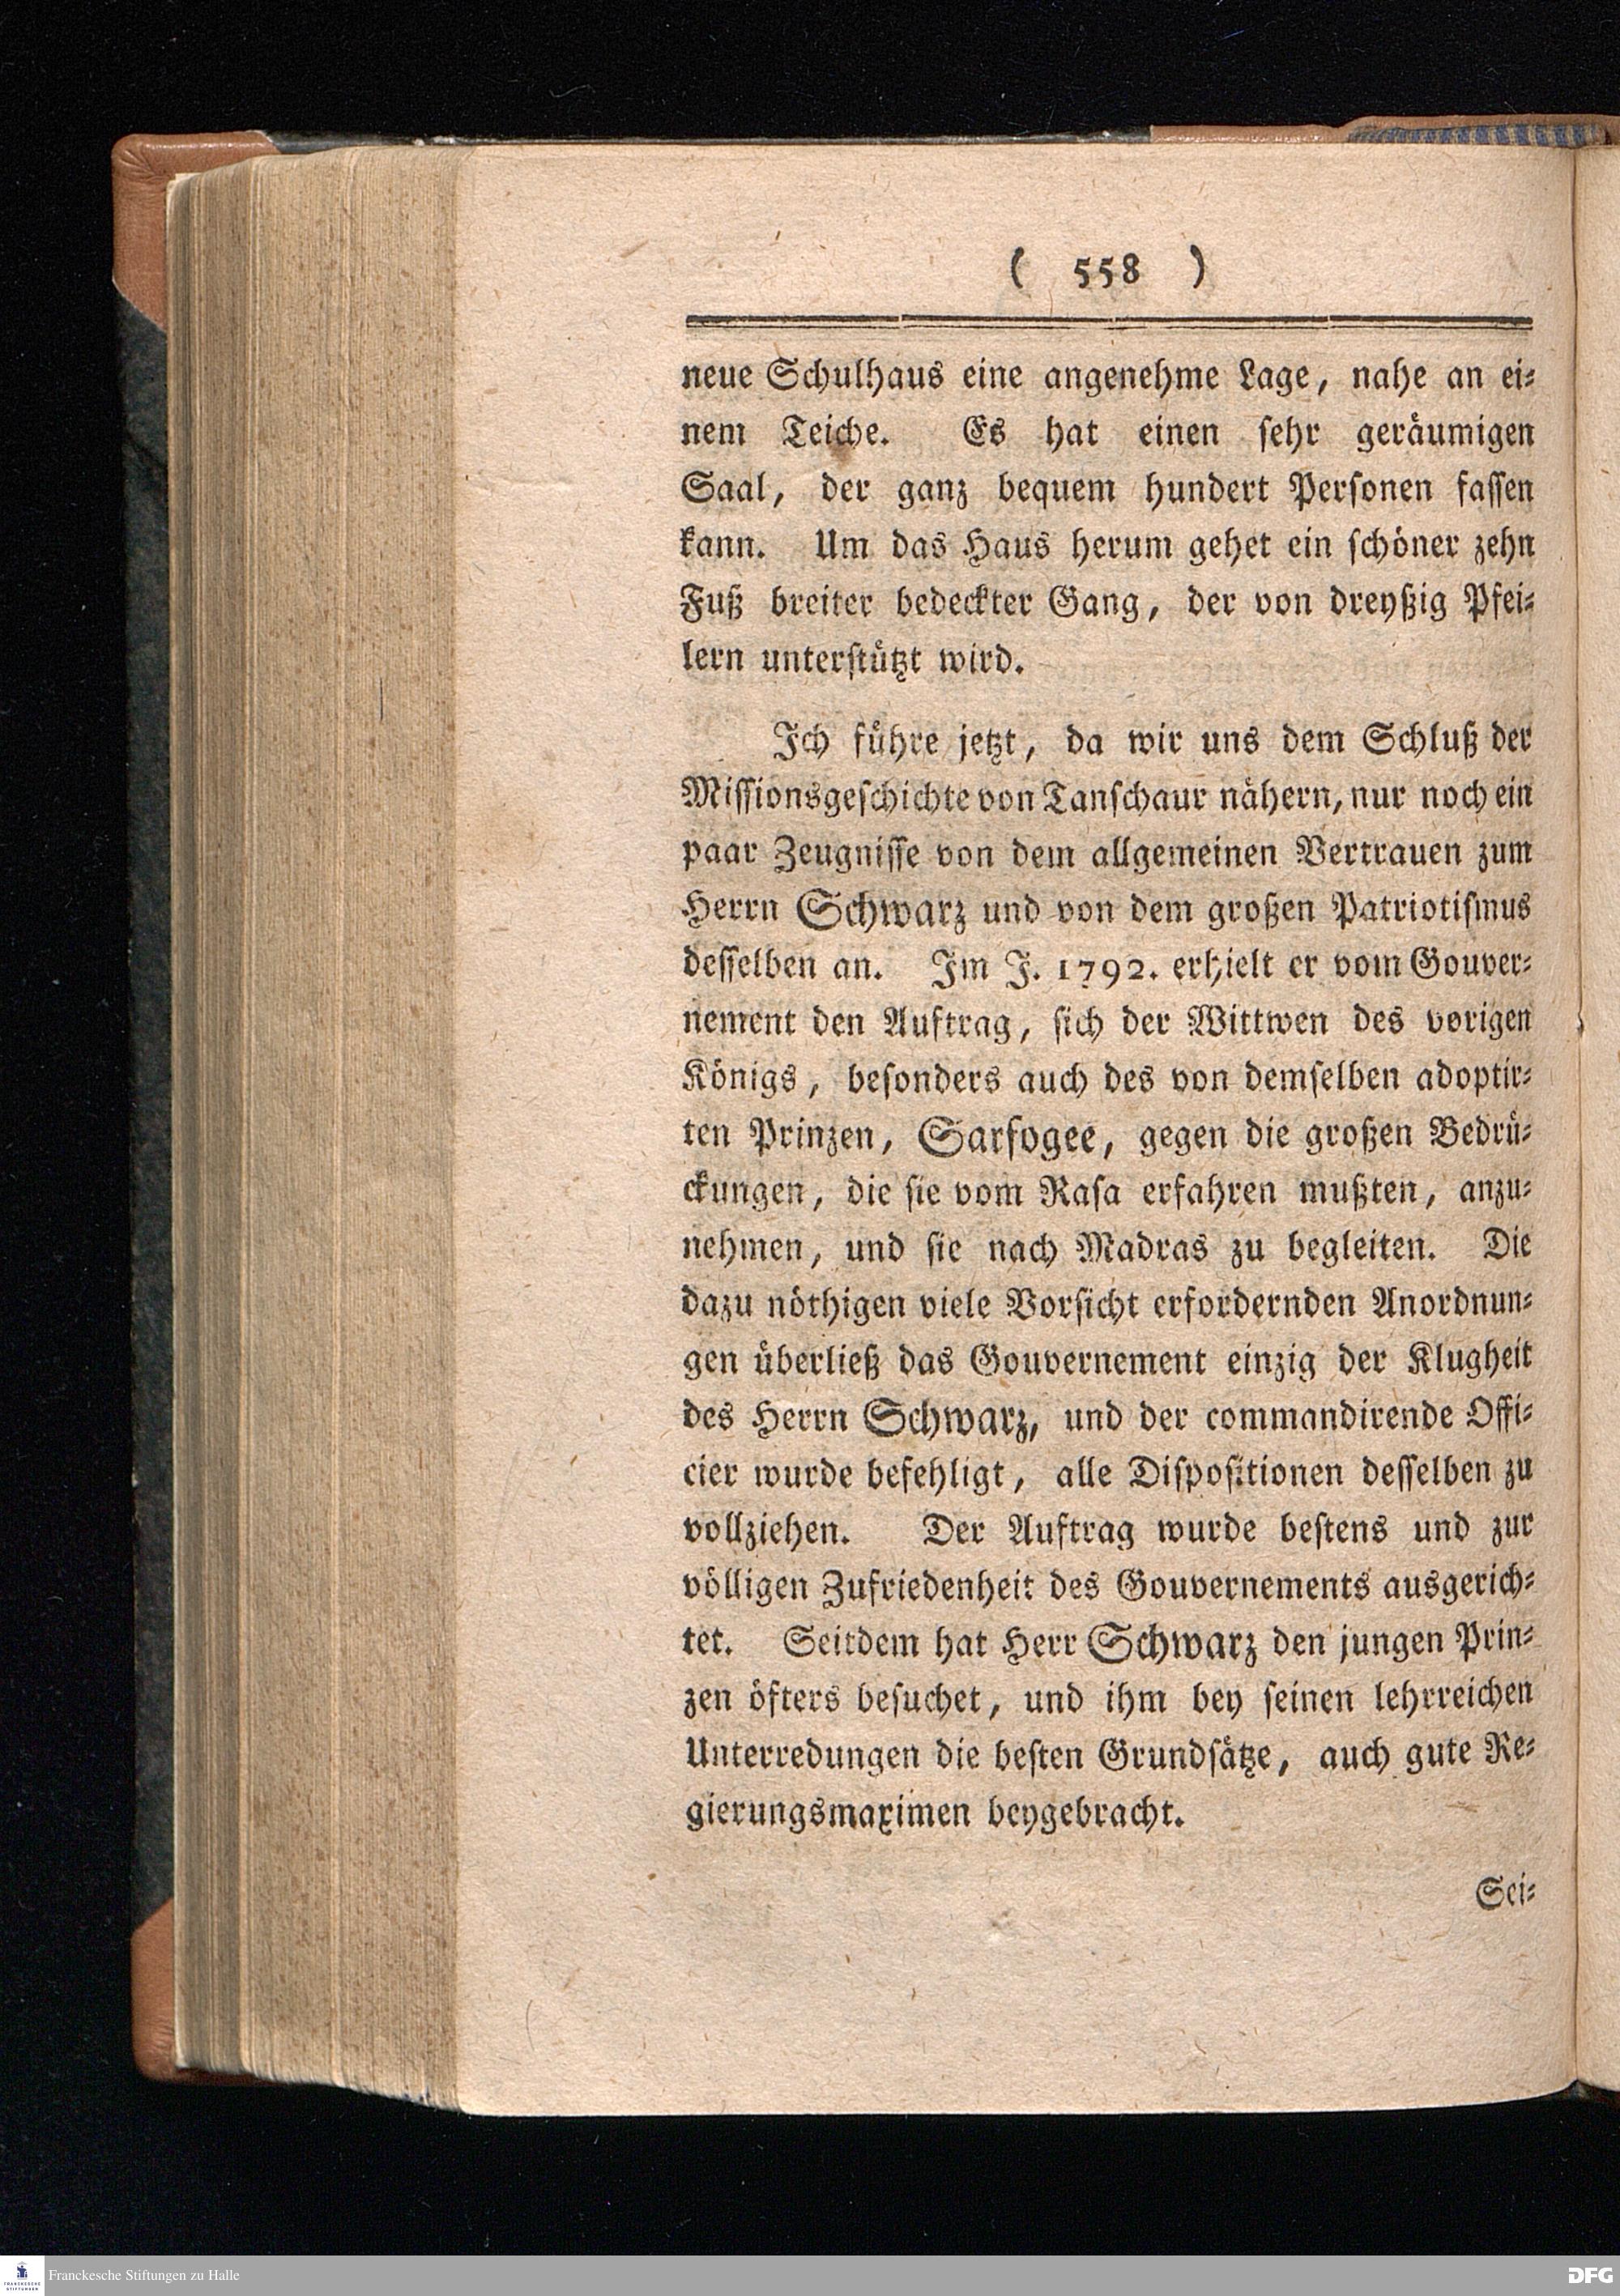 ( 558 )
neue Schulhaus eine angenehme Lage, nahe an ei-
nem Teiche. Es hat einen ſehr geräumigen
Saal, der ganz bequem hundert Perſonen faſſen
kann. Um das Haus herum gehet ein ſchöner zehn
Fuß breiter bedeckter Gang, der von dreyßig Pfei-
lern unterſtützt wird.
Ich führe jetzt, da wir uns dem Schluß der
Miſſionsgeſchichte von Tanſchaur nähern, nur noch ein
paar Zeugniſſe von dem allgemeinen Vertrauen zum
Herrn Schwarz und von dem großen Patriotiſmus
deſſelben an. Im J. 1792. erhielt er vom Gouver-
nement den Auftrag, ſich der Wittwen des vorigen
Königs, beſonders auch des von demſelben adoptir-
ten Prinzen, Sarfogee, gegen die großen Bedrü-
ckungen, die ſie vom Raſa erfahren mußten, anzu-
nehmen, und ſie nach Madras zu begleiten. Die
dazu nöthigen viele Vorſicht erfordernden Anordnun-
gen überließ das Gouvernement einzig der Klugheit
des Herrn Schwarz, und der commandirende Offi-
cier wurde befehligt, alle Diſpoſitionen deſſelben zu
vollziehen. Der Auftrag wurde beſtens und zur
völligen Zufriedenheit des Gouvernements ausgerich-
tet. Seitdem hat Herr Schwarz den jungen Prin-
zen öfters beſuchet, und ihm bey ſeinen lehrreichen
Unterredungen die beſten Grundſätze, auch gute Re-
gierungsmaximen beygebracht.
Sei-
Franckesche Stiftungen zu Halle
FRANCKESCHE
STIFTUNGEN
DFG